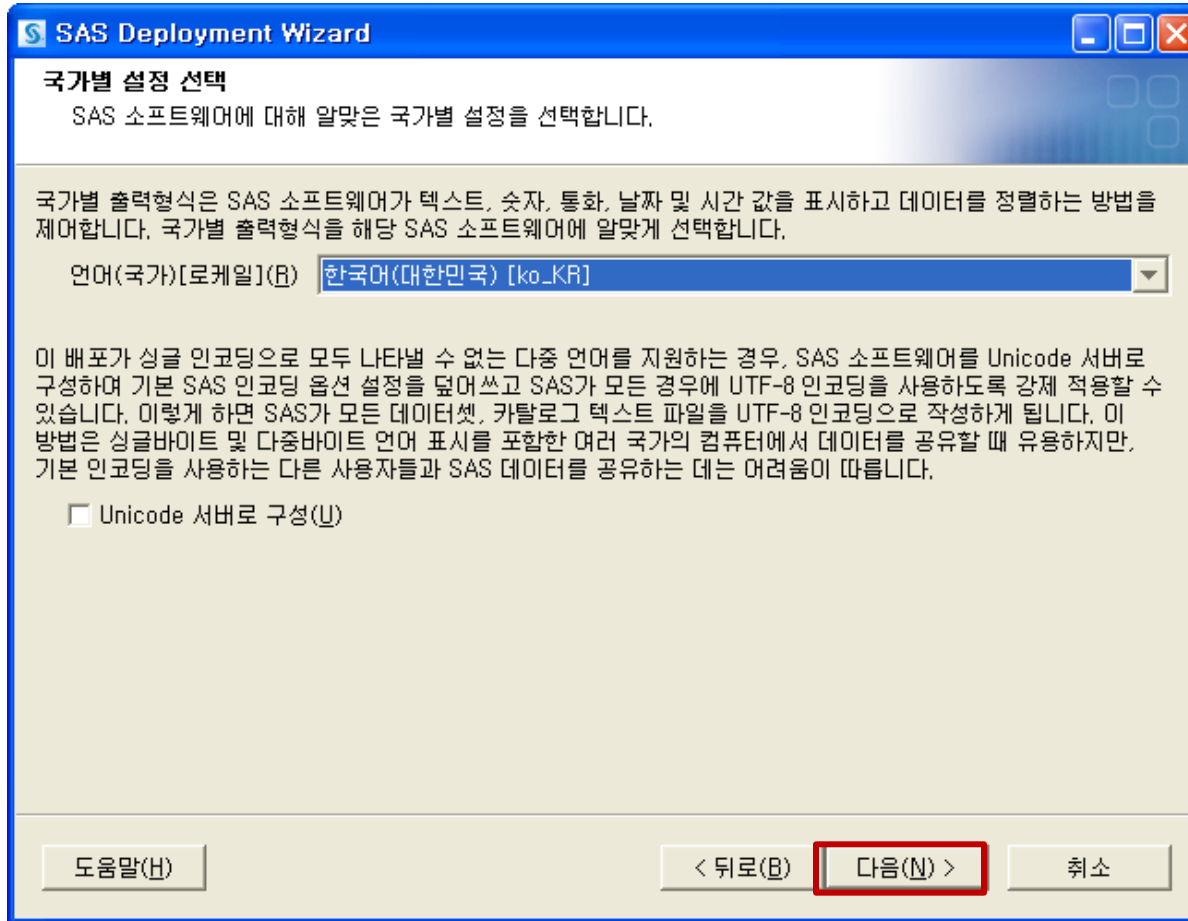 SAS Deployment Wizard
국가별 설정 선택
SAS 소프트웨어에 대해 알맞은 국가별 설정을 선택합니다.
국가별 출력형식은 SAS 소프트웨어가 텍스트, 숫자, 통화, 날짜 및 시간 값을 표시하고 데이터를 정렬하는 방법을
제어합니다. 국가별 출력형식을 해당 SAS 소프트웨어에 알맞게 선택합니다.
언어(국가)[로케일](R) 한국어(대한민국) [ko_KR]
이 배포가 싱글 인코딩으로 모두 나타낼 수 없는 다중 언어를 지원하는 경우, SAS 소프트웨어를 Unicode 서버로
구성하여 기본 SAS 인코딩 옵션 설정을 덮어쓰고 SAS가 모든 경우에 UTF-8 인코딩을 사용하도록 강제 적용할 수
있습니다. 이렇게 하면 SAS가 모든 데이터셋, 카탈로그 텍스트 파일을 UTF-8 인코딩으로 작성하게 됩니다. 이
방법은 싱글바이트 및 다중바이트 언어 표시를 포함한 여러 국가의 컴퓨터에서 데이터를 공유할 때 유용하지만,
기본 인코딩을 사용하는 다른 사용자들과 SAS 데이터를 공유하는 데는 어려움이 따릅니다.
Unicode 서버로 구성(U)
도움말(H) < 뒤로(B) 다음(N) > 취소